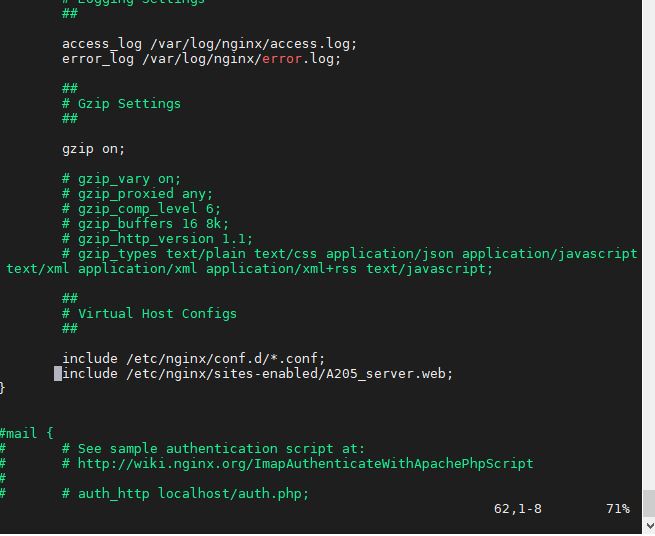 # Logging Settings
##
access_log /var/log/nginx/access.log;
error_log /var/log/nginx/error.log;
##
# Gzip Settings
##
gzip on;
# gzip_vary on;
# gzip_proxied any;
# gzip_comp_level 6;
# gzip_buffers 16 8k;
# gzip_http_version 1.1;
# gzip_types text/plain text/css application/json application/javascript
text/xml application/xml application/xml+rss text/javascript;
##
# Virtual Host Configs
##
include /etc/nginx/conf.d/*.conf;
include /etc/nginx/sites-enabled/A205_server.web;
}
#mail {
#       # See sample authentication script at:
#       # http://wiki.nginx.org/ImapAuthenticateWithApachePhpScript
#
#       # auth_http localhost/auth.php;
62,1-8 71%